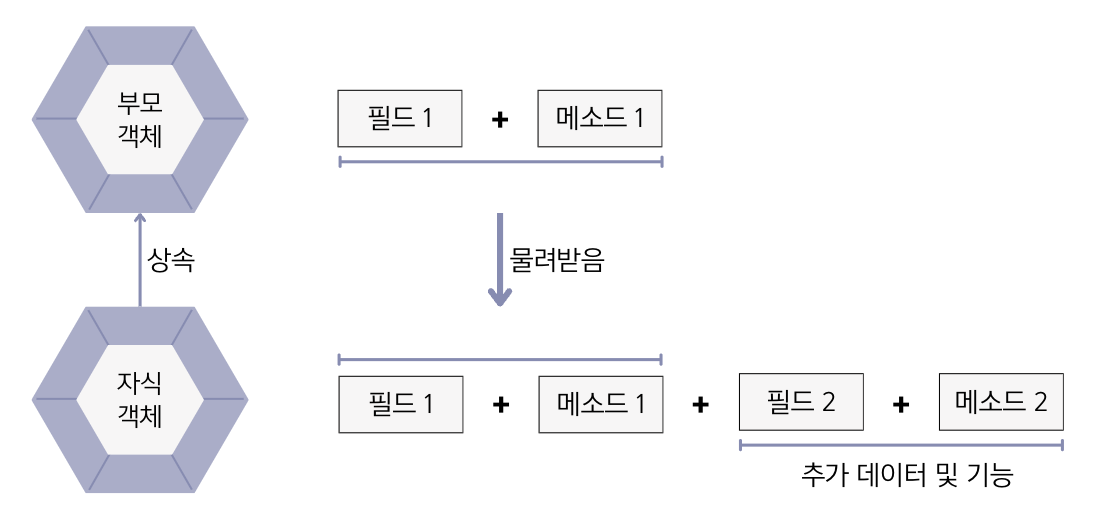 부모
객체
필드 1 + 메소드 1
상속
물려받음
자식
객체
필드 1 + 메소드 1 + 필드 2 + 메소드 2
추가 데이터 및 기능